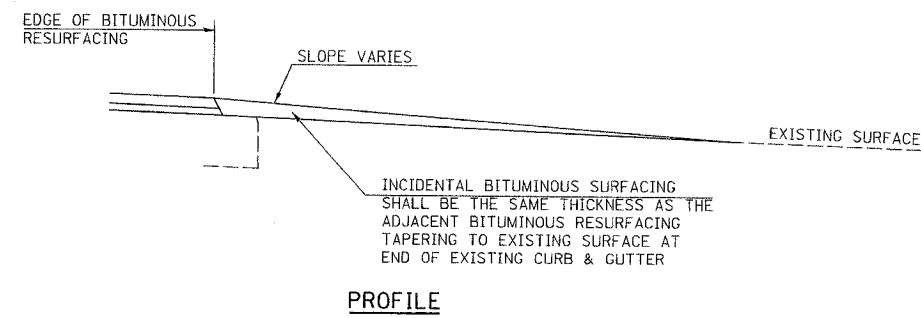 EDGE OF BITUMINOUS
RESURFACING
SLOPE VARIES
EXISTING SURFACE
INCIDENTAL BITUMINOUS SURFACING
SHALL BE THE SAME THICKNESS AS THE
ADJACENT BITUMINOUS RESURFACING
TAPERING TO EXISTING SURFACE AT
END OF EXISTING CURB & GUTTER
PROFILE